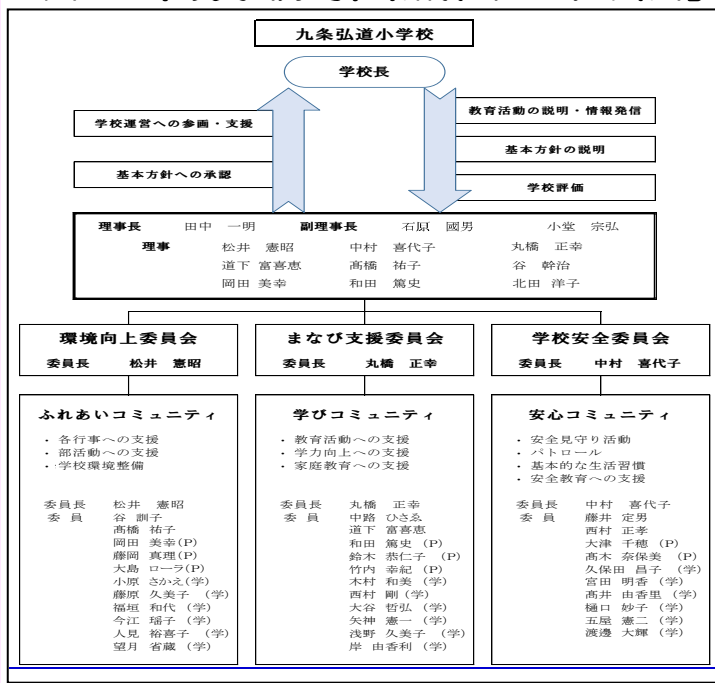 九条弘道小学校
学校長
学校運営への参画・支援
基本方針への承認
教育活動の説明・情報発信
基本方針の説明
学校評価
理事長 田中 一明 副理事長 石原 國男 小堂 宗弘
理事 松井 憲昭 中村 喜代子 丸橋 正幸
道下 富喜恵 髙橋 祐子 谷 幹治
岡田 美幸 和田 篤史 北田 洋子
環境向上委員会
委員長 松井 憲昭
まなび支援委員会
委員長 丸橋 正幸
学校安全委員会
委員長 中村 喜代子
ふれあいコミュニティ
・各行事への支援
・部活動への支援
・学校環境整備
委員長 松井 憲昭
委 員 谷 訓子
髙橋 祐子
岡田 美幸(P)
藤岡 真理(P)
大島 ローラ(P)
小原 さかえ(学)
藤原 久美子 (学)
福垣 和代 (学)
今江 瑶子 (学)
人見 裕喜子 (学)
望月 省蔵 (学)
学びコミュニティ
・教育活動への支援
・学力向上への支援
・家庭教育への支援
委員長 丸橋 正幸
委 員 中路 ひさゑ
道下 富喜恵
和田 篤史 (P)
鈴木 恭仁子 (P)
竹内 幸紀 (P)
木村 和美 (学)
西村 剛 (学)
大谷 哲弘 (学)
矢神 憲一 (学)
浅野 久美子 (学)
岸 由香利 (学)
安心コミュニティ
・安全見守り活動
・パトロール
・基本的な生活習慣
・安全教育への支援
委員長 中村 喜代子
委 員 藤井 定男
西村 正孝
大津 千穂 (P)
髙木 奈保美 (P)
久保田 昌子 (学)
宮田 明香 (学)
髙井 由香里 (学)
樋口 妙子 (学)
五屋 憲二 (学)
渡邊 大輝 (学)